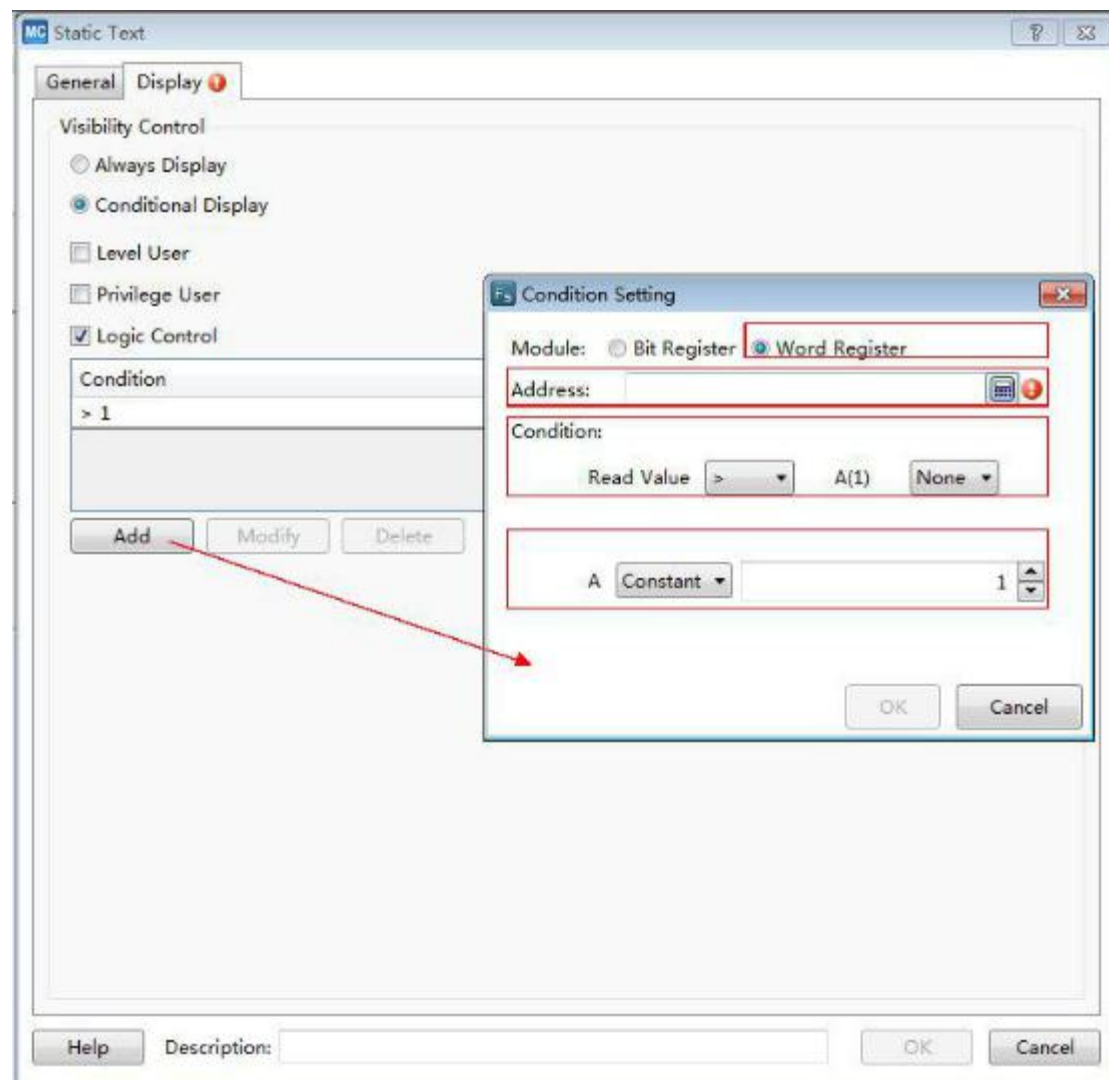 MC Static Text
General Display
Visibility Control
Always Display
Conditional Display
Level User
Privilege User
Logic Control
Condition
> 1
Add Modify Delete
Condition Setting
Module: Bit Register Word Register
Address:
Condition:
Read Value > A(1) None
A Constant 1
OK Cancel
Help Description: OK Cancel